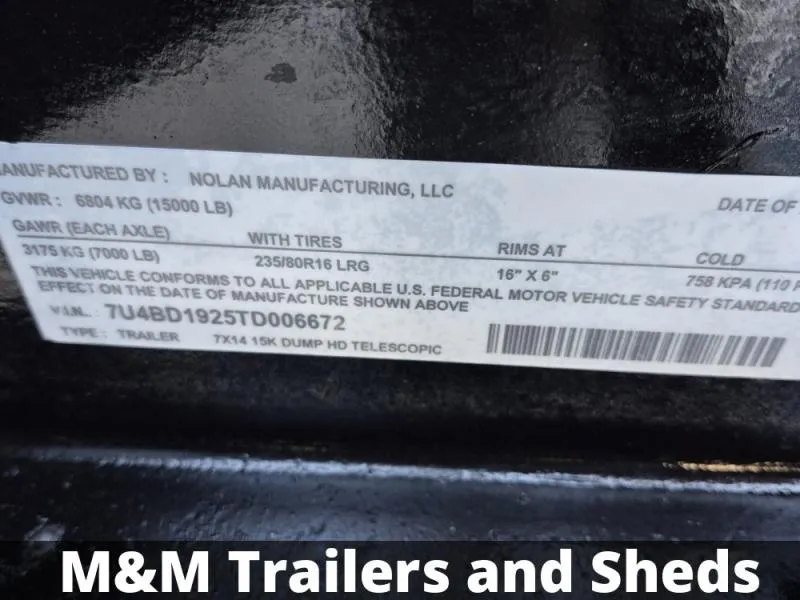 MANUFACTURED BY : NOLAN MANUFACTURING, LLC DATE OF
GVWR : 6804 KG (15000 LB)
GAWR (EACH AXLE) WITH TIRES RIMS AT COLD
3175 KG (7000 LB) 235/80R16 LRG 16" X 6" 758 KPA (110 P
THIS VEHICLE CONFORMS TO ALL APPLICABLE U.S. FEDERAL MOTOR VEHICLE SAFETY STANDARD
EFFECT ON THE DATE OF MANUFACTURE SHOWN ABOVE
V.I.N.. 7U4BD1925TD006672
TYPE : TRAILER 7X14 15K DUMP HD TELESCOPIC
M&M Trailers and Sheds